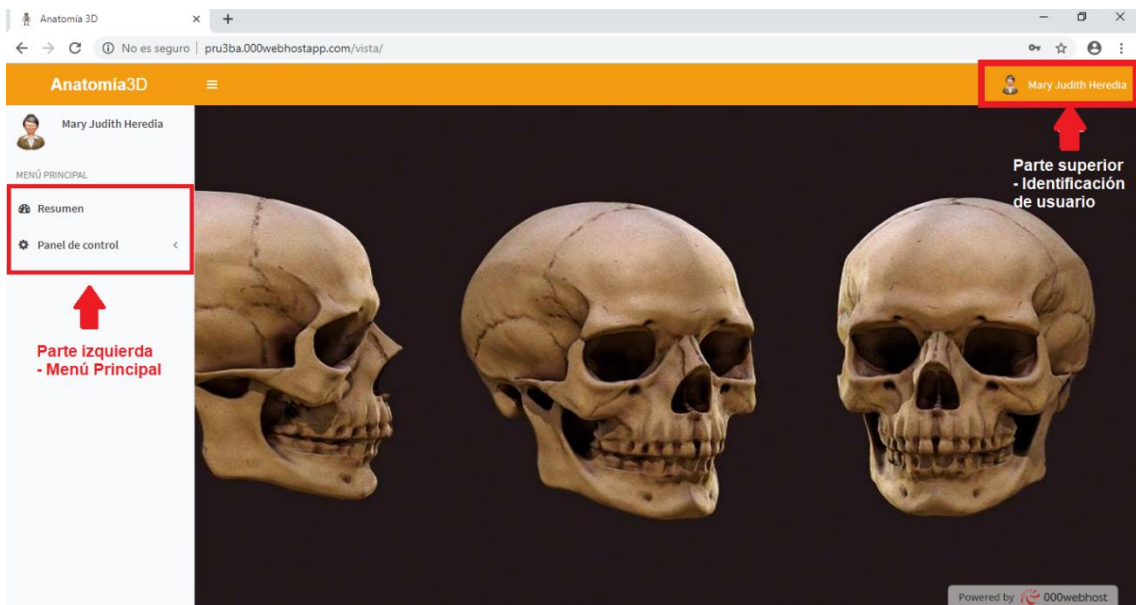 Anatomía 3D
No es seguro | pru3ba.000webhostapp.com/vista/
Anatomía3D
Mary Judith Heredia
Mary Judith Heredia
MENÚ PRINCIPAL
Resumen
Panel de control
Parte superior
- Identificación
de usuario
Parte izquierda
- Menú Principal
Powered by 000webhost